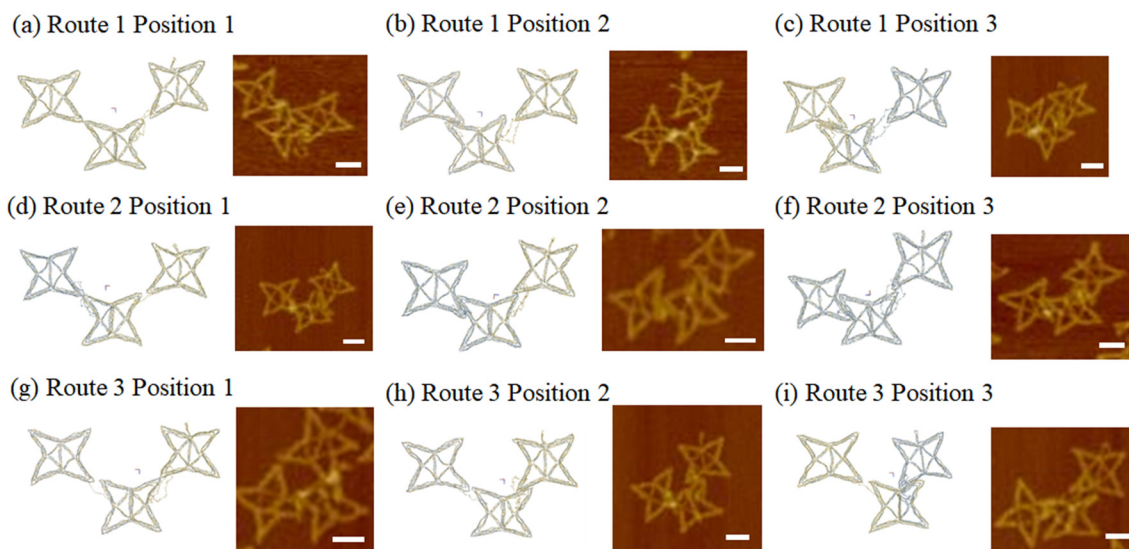 (a) Route 1 Position 1
(b) Route 1 Position 2
(c) Route 1 Position 3
(d) Route 2 Position 1
(e) Route 2 Position 2
(f) Route 2 Position 3
(g) Route 3 Position 1
(h) Route 3 Position 2
(i) Route 3 Position 3